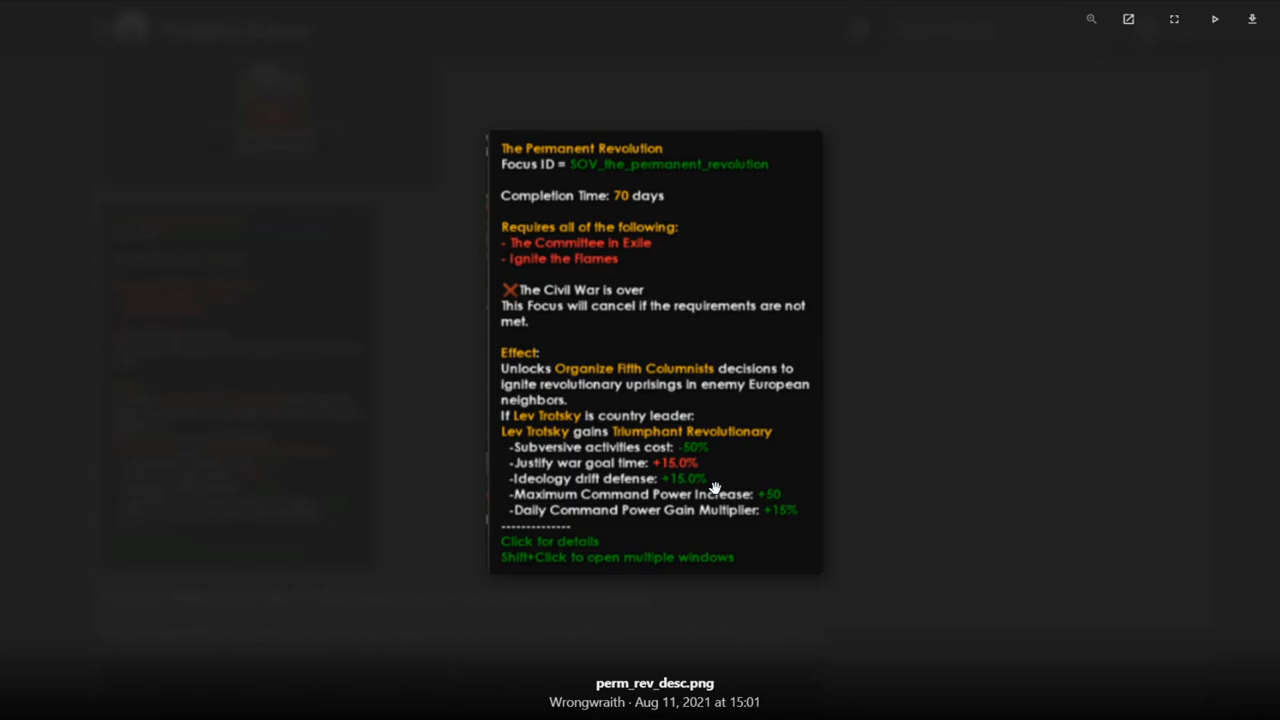 The Permanent Revolution
Focus ID = SOV_the_permanent_revolution
Completion Time: 70 days
Requires all of the following:
- The Committee in Exile
- Ignite the Flames
The Civil War is over
This Focus will cancel if the requirements are not
met.
Effect:
Unlocks Organize Fifth Columnists decisions to
ignite revolutionary uprisings in enemy European
neighbors.
If Lev Trotsky is country leader:
Lev Trotsky gains Triumphant Revolutionary
-Subversive activities cost: -50%
-Justify war goal time: +15.0%
-Ideology drift defense: +15.0%
-Maximum Command Power Increase: +50
-Daily Command Power Gain Multiplier: +15%
--------------
Click for details
Shift+Click to open multiple windows
perm_rev_desc.png
Wrongwraith · Aug 11, 2021 at 15:01